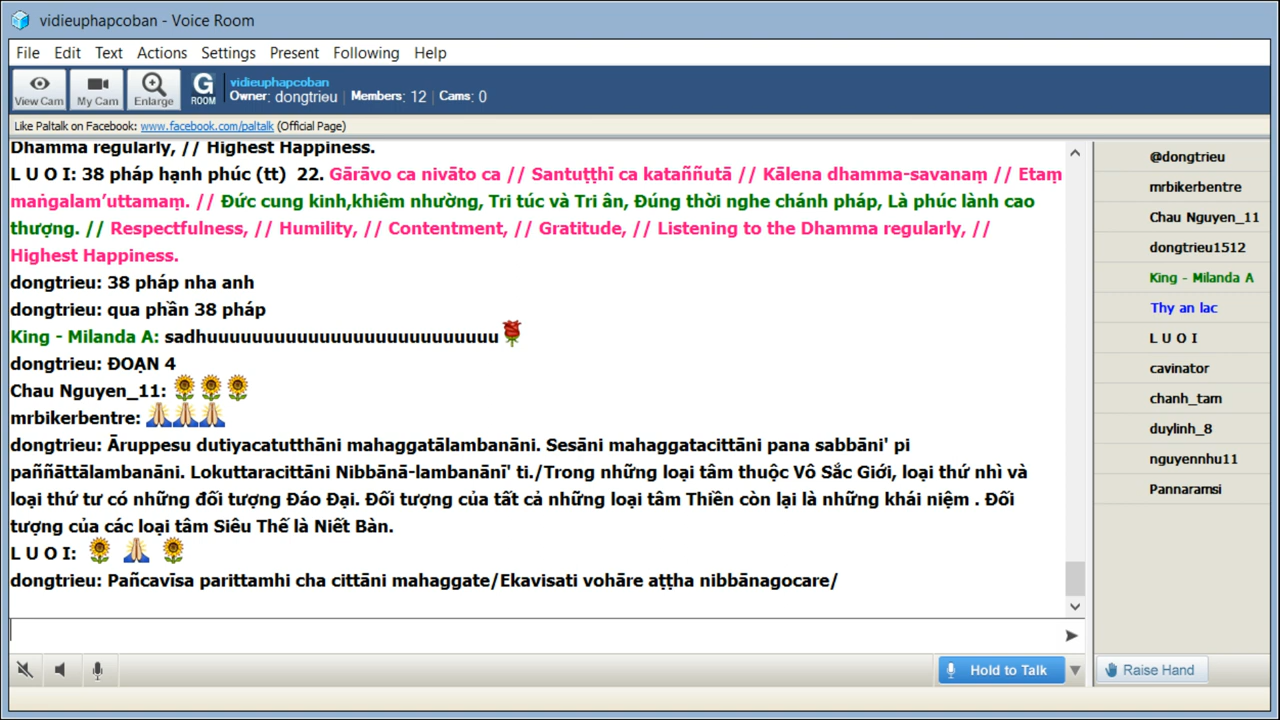 vidieuphapcoban - Voice Room
File Edit Text Actions Settings Present Following Help
View Cam My Cam Enlarge G ROOM
vidieuphapcoban
Owner: dongtrieu | Members: 12 | Cams: 0
Like Paltalk on Facebook: www.facebook.com/paltalk (Official Page)
Dhamma regularly, // Highest Happiness.
L U O I: 38 pháp hạnh phúc (tt) 22. Gārāvo ca nivāto ca // Santuṭṭhī ca kataññutā // Kālena dhamma-savanaṃ // Etaṃ
maṅgalam’uttamaṃ. // Đức cung kinh,khiêm nhường, Tri túc và Tri ân, Đúng thời nghe chánh pháp, Là phúc lành cao
thượng. // Respectfulness, // Humility, // Contentment, // Gratitude, // Listening to the Dhamma regularly, //
Highest Happiness.
dongtrieu: 38 pháp nha anh
dongtrieu: qua phần 38 pháp
King - Milanda A: sadhuuuuuuuuuuuuuuuuuuuuuuuuuu
dongtrieu: ĐOẠN 4
Chau Nguyen_11:
mrbikerbentre:
dongtrieu: Āruppesu dutiyacatutthāni mahaggatālambanāni. Sesāni mahaggatacittāni pana sabbāni' pi
paññāttālambanāni. Lokuttaracittāni Nibbānā-lambanānī' ti./Trong những loại tâm thuộc Vô Sắc Giới, loại thứ nhì và
loại thứ tư có những đối tượng Đáo Đại. Đối tượng của tất cả những loại tâm Thiền còn lại là những khái niệm . Đối
tượng của các loại tâm Siêu Thế là Niết Bàn.
L U O I:
dongtrieu: Pañcavīsa parittamhi cha cittāni mahaggate/Ekavisati vohāre aṭṭha nibbānagocare/
@dongtrieu
mrbikerbentre
Chau Nguyen_11
dongtrieu1512
King - Milanda A
Thy an lac
L U O I
cavinator
chanh_tam
duylinh_8
nguyennhu11
Pannaramsi
Hold to Talk
Raise Hand